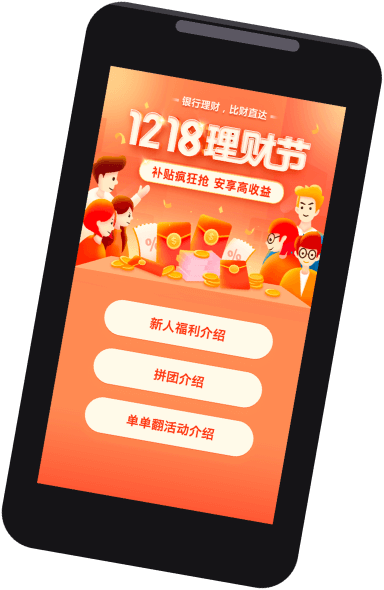 银行理财，比财直达
1218理财节
补贴疯狂抢 安享高收益
新人福利介绍
拼团介绍
单单翻活动介绍